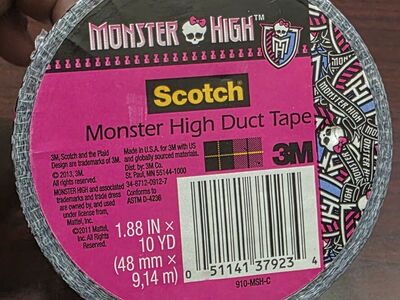 MONSTER HIGH™
Scotch
Monster High Duct Tape
3M, Scotch and the Plaid
Design are trademarks of 3M.
© 2013, 3M.
All rights reserved.
MONSTER HIGH and associated
trademarks and trade dress
are owned by, and used
under license from,
Mattel, Inc.
©2011 Mattel,
Inc. All Rights
Reserved.
Made in U.S.A. for 3M with US
and globally sourced materials.
Dist. by: 3M Co.
St. Paul, MN 55144-1000
34-8712-0912-7
Conforms to
ASTM D-4236
3M
1.88 IN ×
10 YD
(48 mm ×
9,14 m)
0 51141 37923 4
910-MSH-C
MONSTER HIGH